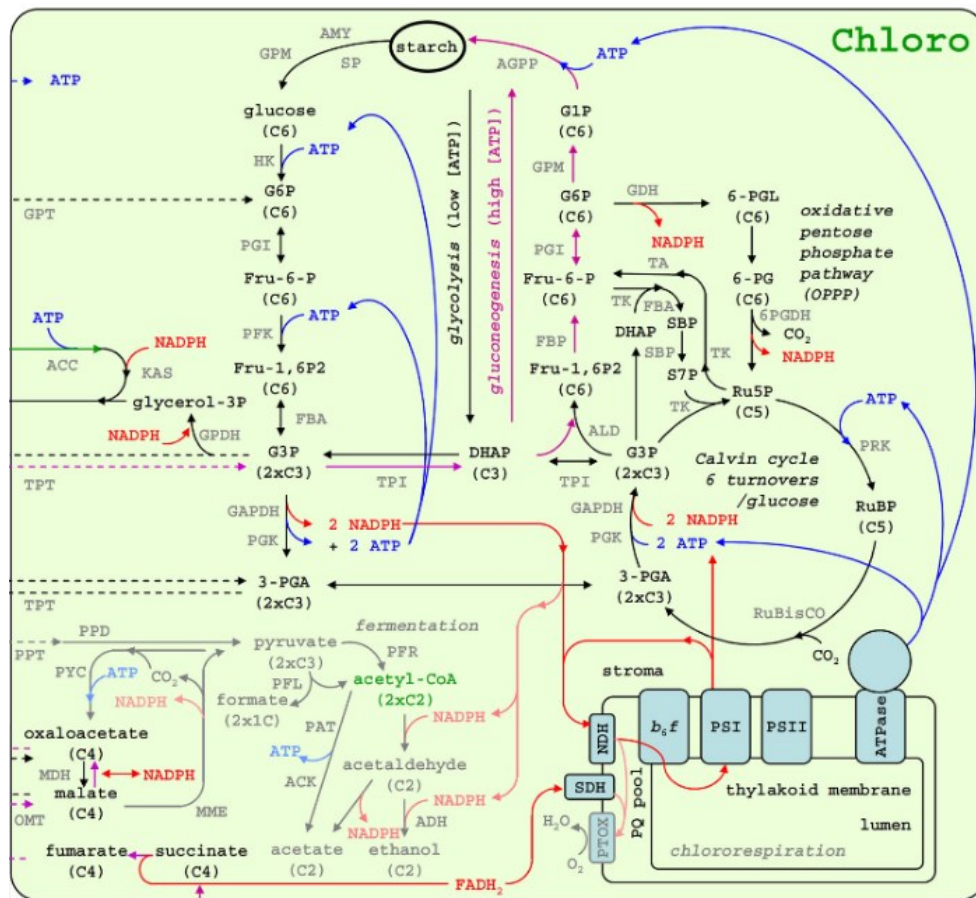 Chloro
AMY
starch
ATP
GPM
SP
AGPP
ATP
glucose
(C6)
G1P
(C6)
HK
ATP
GPM
G6P
(C6)
G6P
(C6)
GDH
6-PGL
(C6)
GPT
NADPH
oxidative
pentose
phosphate
pathway
(OPPP)
PGI
PGI
TA
glycolysis (low [ATP])
gluconeogenesis (high [ATP])
Fru-6-P
(C6)
Fru-6-P
(C6)
6-PG
(C6)
TK
FBA
6PGDH
CO2
NADPH
ATP
PFK
ATP
FBP
DHAP
SBP
SBP
TK
S7P
NADPH
ACC
KAS
Fru-1,6P2
(C6)
Fru-1,6P2
(C6)
Ru5P
(C5)
ATP
glycerol-3P
FBA
TK
NADPH
GPDH
ALD
PRK
G3P
(2xC3)
DHAP
(C3)
G3P
(2xC3)
TPT
TPI
TPI
Calvin cycle
6 turnovers
/glucose
RuBP
(C5)
GAPDH
2 NADPH
GAPDH
2 NADPH
PGK
+ 2 ATP
PGK
2 ATP
3-PGA
(2xC3)
3-PGA
(2xC3)
TPT
RuBisCO
CO2
PPD
fermentation
PPT
pyruvate
(2xC3)
PFR
PYC
ATP
CO2
PFL
acetyl-CoA
(2xC2)
NADPH
formate
(2x1C)
stroma
oxaloacetate
(C4)
PAT
NADPH
NDH
b6f
PSI
PSII
ATPase
ATP
MDH
NADPH
ACK
acetaldehyde
(C2)
SDH
PQ pool
thylakoid membrane
malate
(C4)
OMT
MME
NADPH
NADPH
ADH
H2O
PTOX
lumen
fumarate
(C4)
succinate
(C4)
acetate
(C2)
ethanol
(C2)
O2
chlororespiration
FADH2